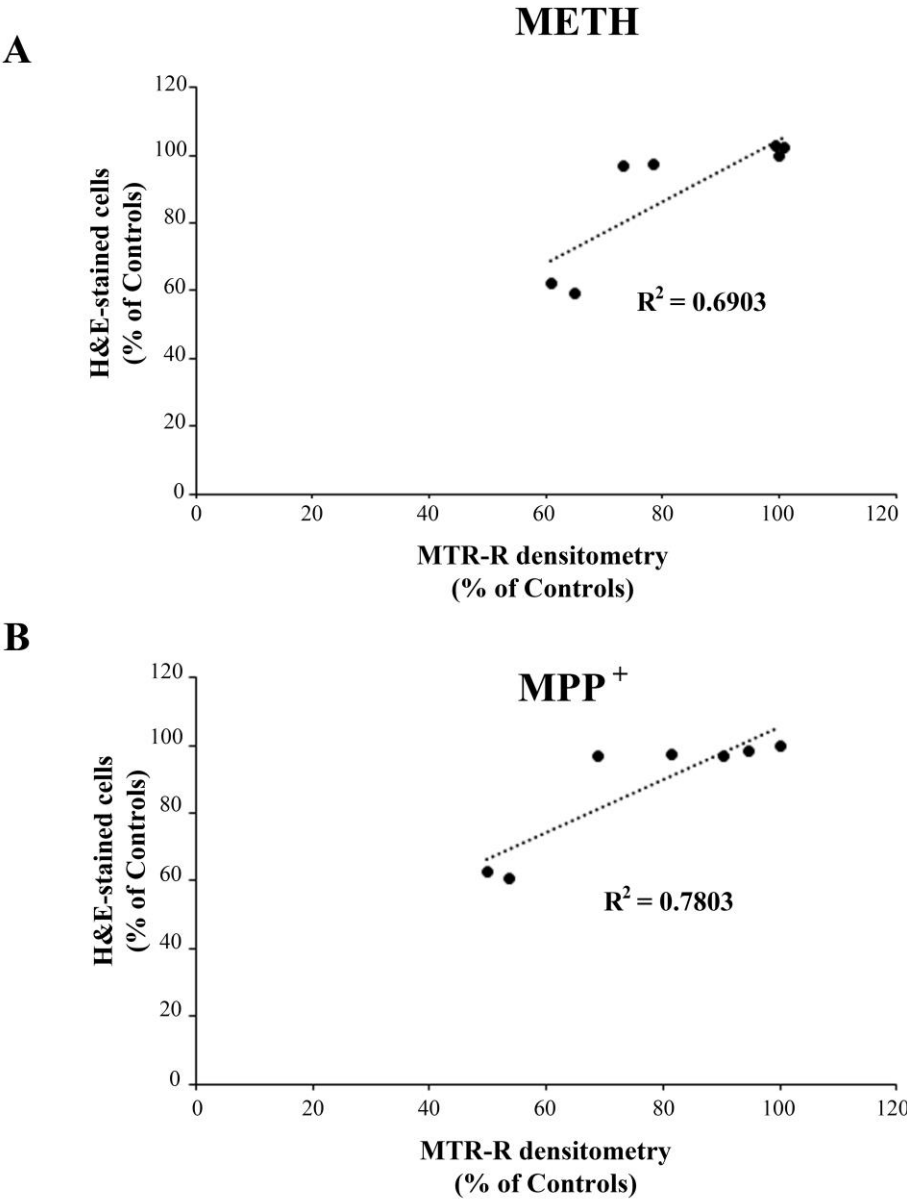 METH
A
120
100
80
60
40
20
0
H&E-stained cells
(% of Controls)
R² = 0.6903
0 20 40 60 80 100 120
MTR-R densitometry
(% of Controls)
B
MPP⁺
120
100
80
60
40
20
0
H&E-stained cells
(% of Controls)
R² = 0.7803
0 20 40 60 80 100 120
MTR-R densitometry
(% of Controls)